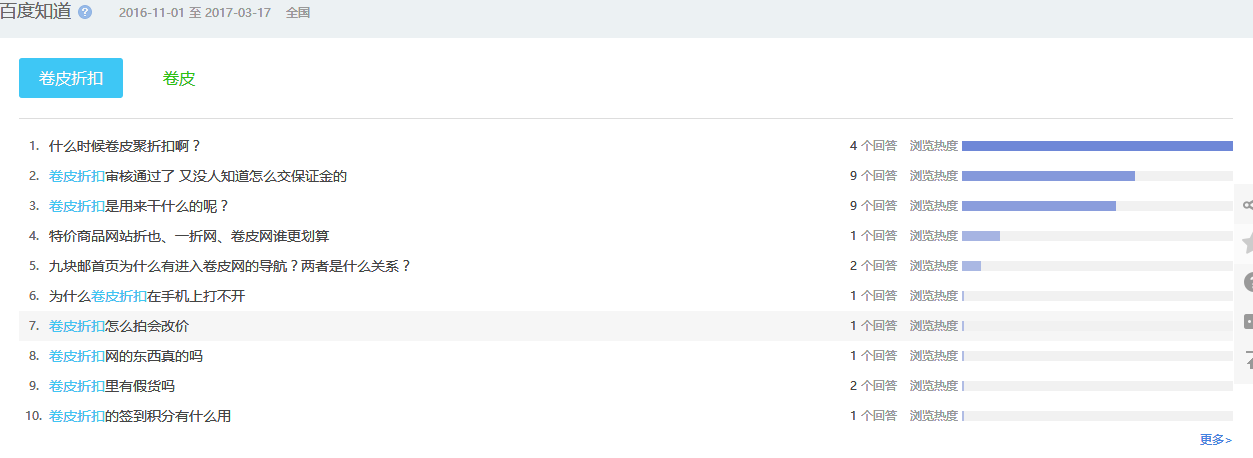 百度知道 ? 2016-11-01 至 2017-03-17 全国
卷皮折扣 卷皮
1. 什么时候卷皮聚折扣啊？ 4 个回答 浏览热度
2. 卷皮折扣审核通过了 又没人知道怎么交保证金的 9 个回答 浏览热度
3. 卷皮折扣是用来干什么的呢？ 9 个回答 浏览热度
4. 特价商品网站折也、一折网、卷皮网谁更划算 1 个回答 浏览热度
5. 九块邮首页为什么有进入卷皮网的导航？两者是什么关系？ 2 个回答 浏览热度
6. 为什么卷皮折扣在手机上打不开 1 个回答 浏览热度
7. 卷皮折扣怎么拍会改价 1 个回答 浏览热度
8. 卷皮折扣网的东西真的吗 1 个回答 浏览热度
9. 卷皮折扣里有假货吗 2 个回答 浏览热度
10. 卷皮折扣的签到积分有什么用 1 个回答 浏览热度
更多>